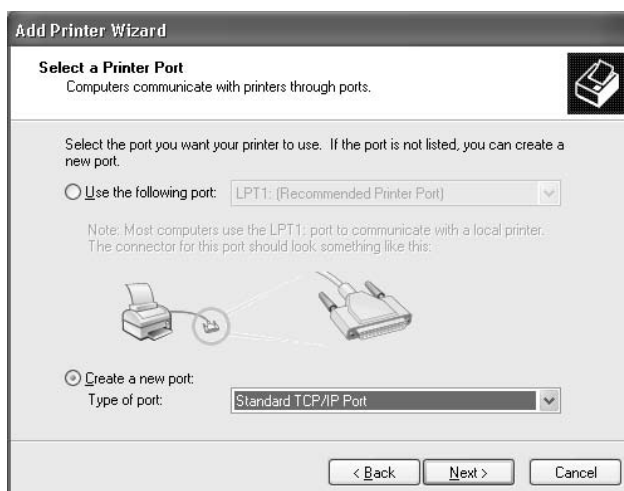 Add Printer Wizard
Select a Printer Port
Computers communicate with printers through ports.
Select the port you want your printer to use. If the port is not listed, you can create a
new port.
Use the following port: LPT1: (Recommended Printer Port)
Note: Most computers use the LPT1: port to communicate with a local printer.
The connector for this port should look something like this:
Create a new port:
Type of port: Standard TCP/IP Port
< Back Next > Cancel